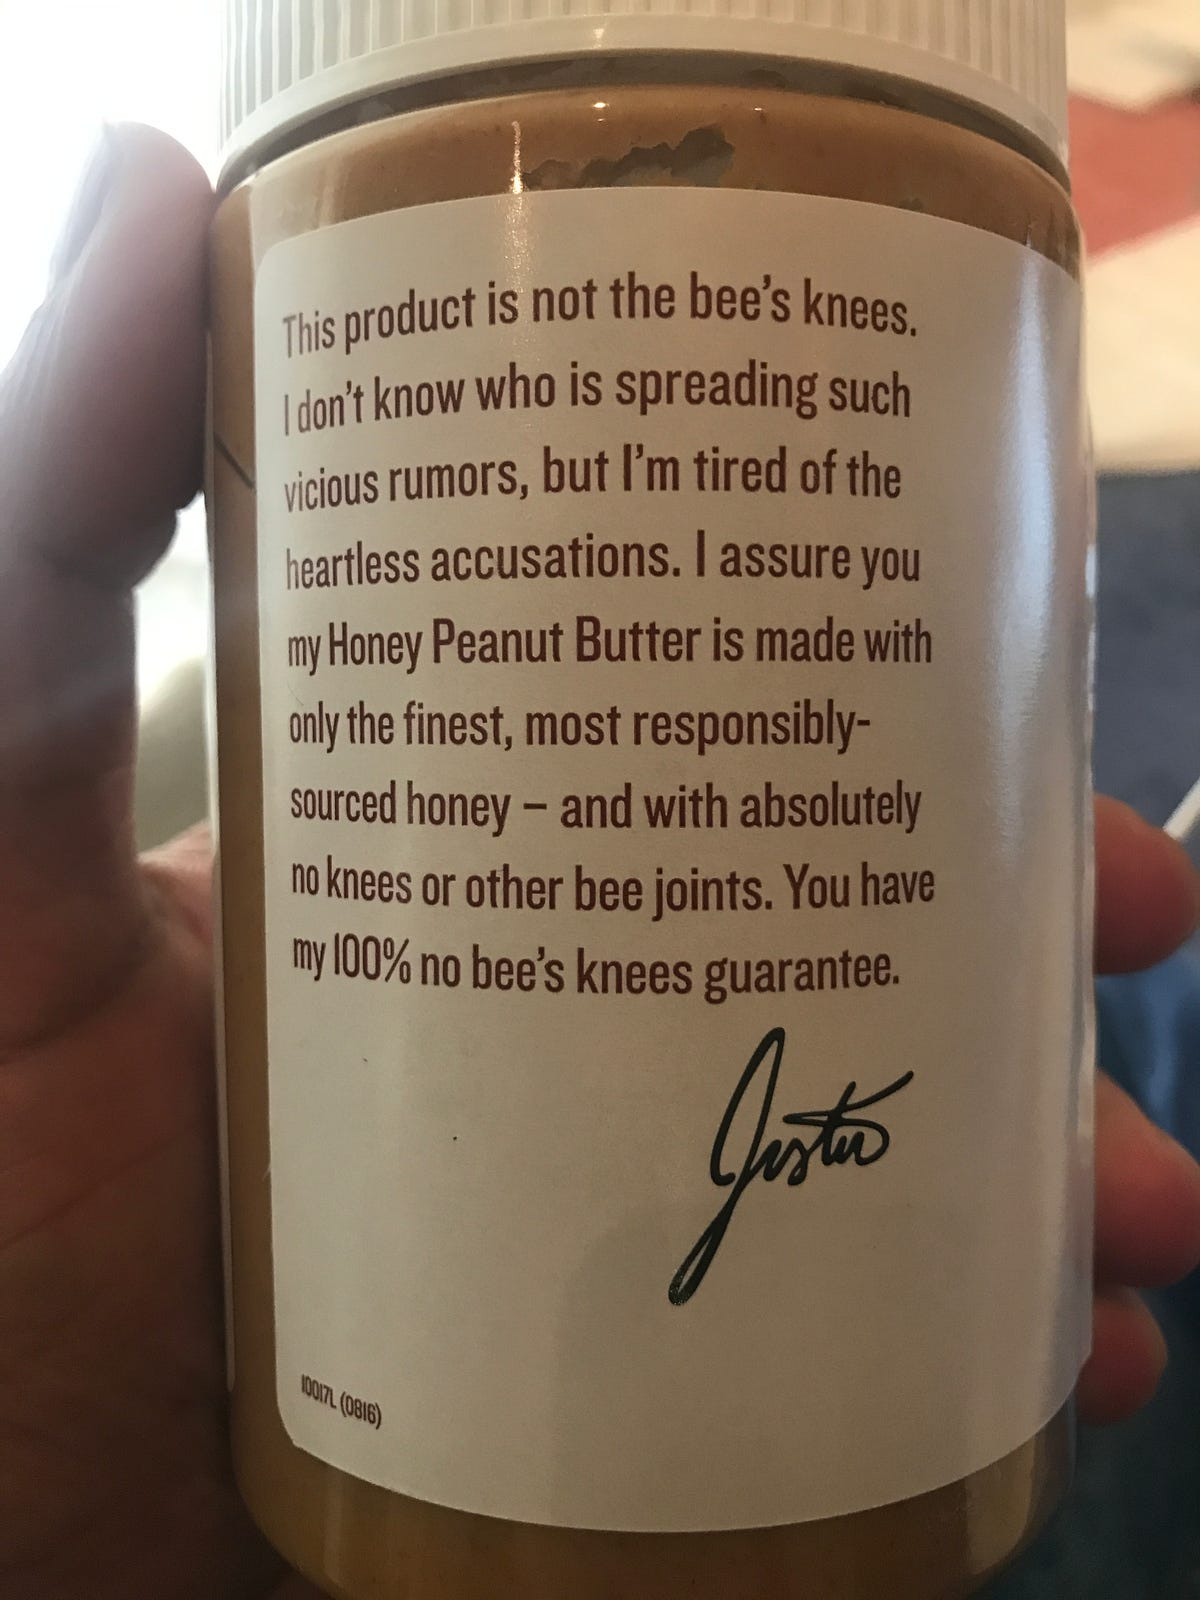 This product is not the bee's knees.
I don't know who is spreading such
vicious rumors, but I'm tired of the
heartless accusations. I assure you
my Honey Peanut Butter is made with
only the finest, most responsibly-
sourced honey – and with absolutely
no knees or other bee joints. You have
my 100% no bee's knees guarantee.
Justin
10017L (0816)